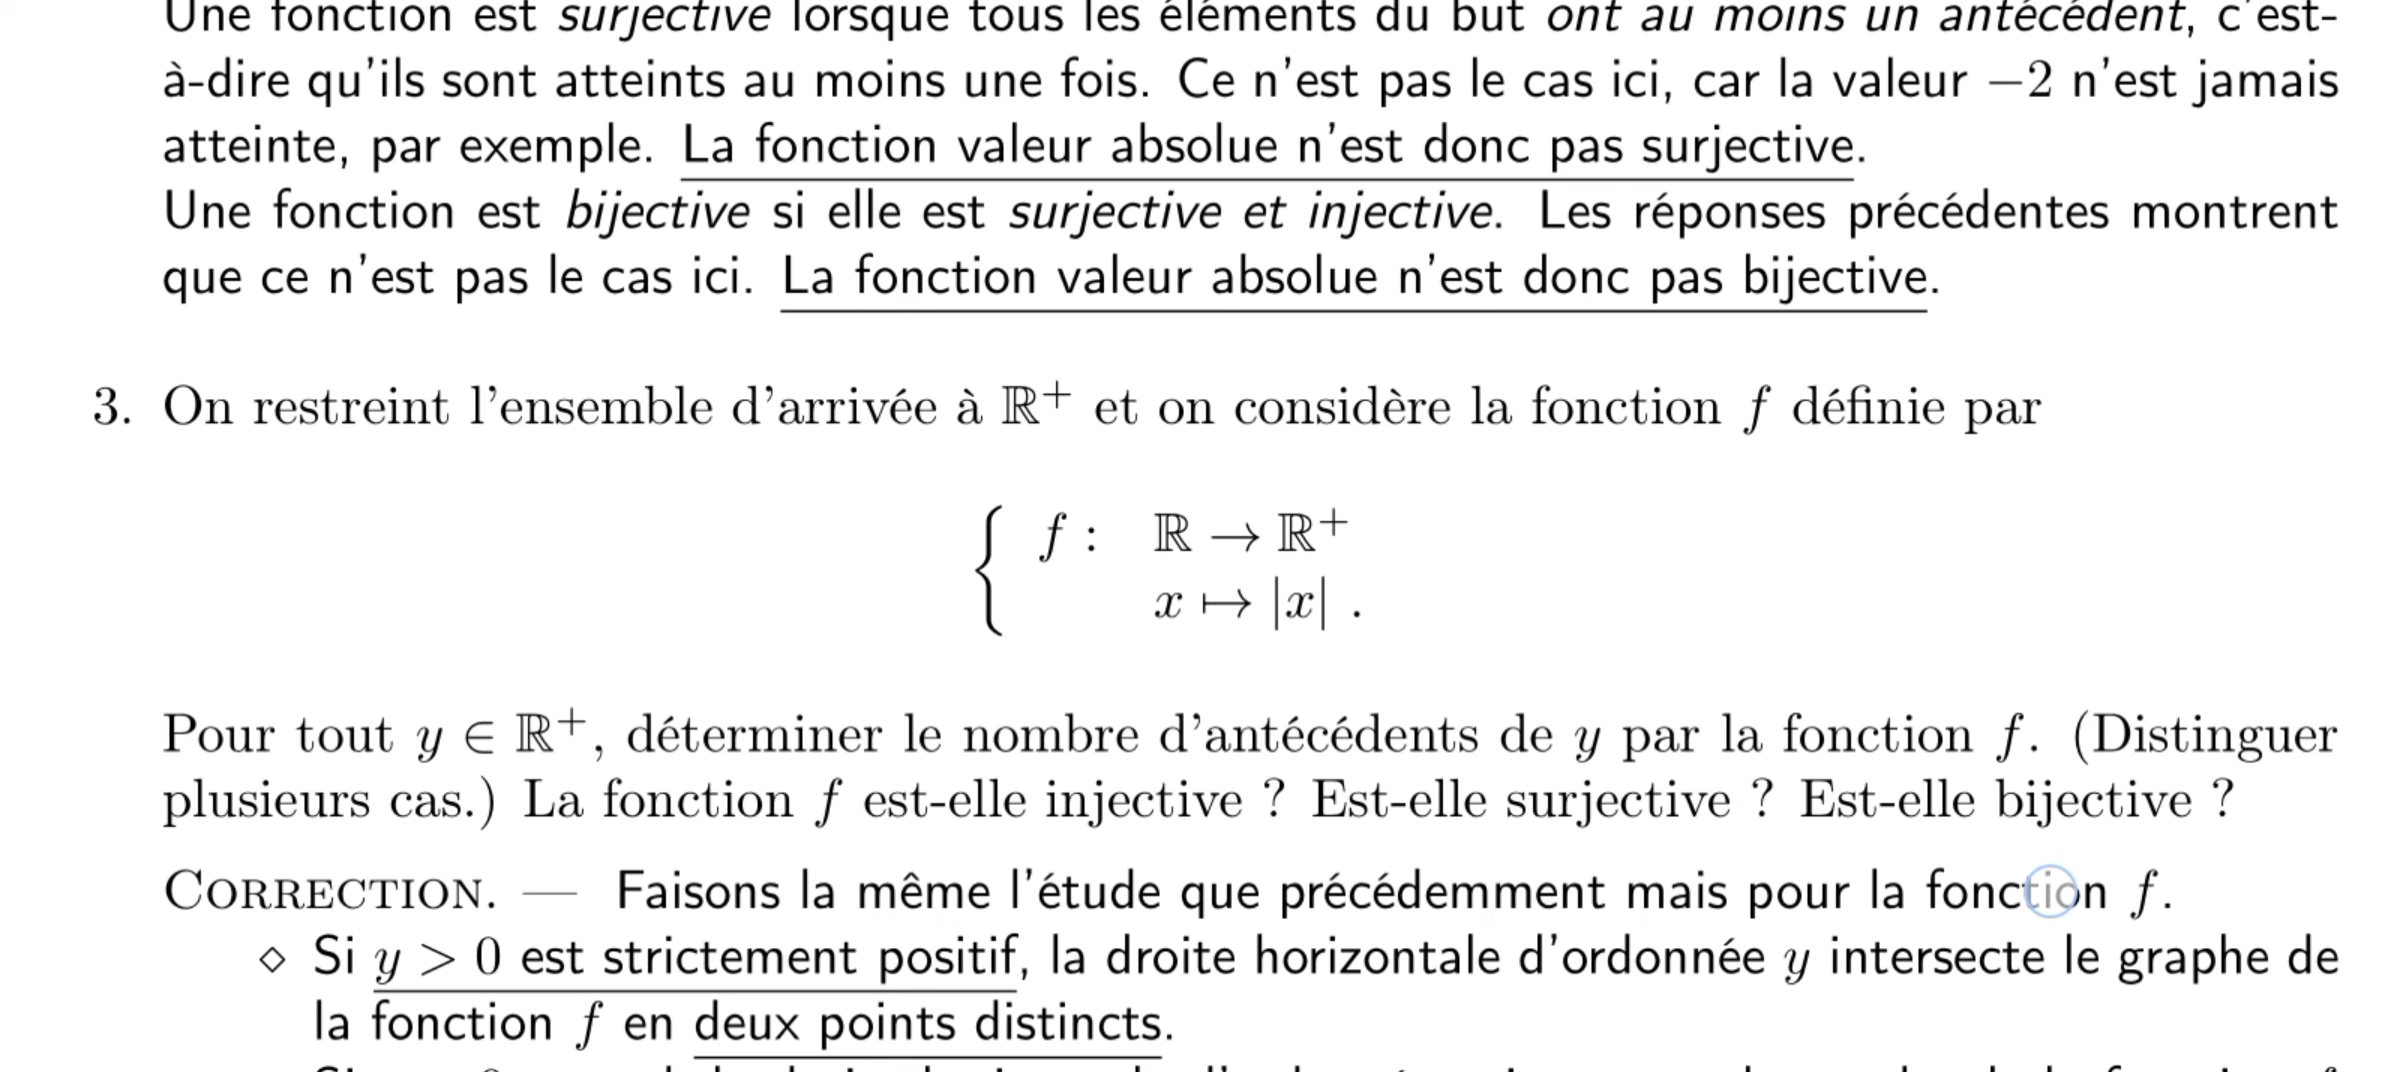 Une fonction est surjective lorsque tous les éléments du but ont au moins un antécédent, c'est-
à-dire qu'ils sont atteints au moins une fois. Ce n'est pas le cas ici, car la valeur −2 n'est jamais
atteinte, par exemple. La fonction valeur absolue n'est donc pas surjective.
Une fonction est bijective si elle est surjective et injective. Les réponses précédentes montrent
que ce n'est pas le cas ici. La fonction valeur absolue n'est donc pas bijective.
3. On restreint l'ensemble d'arrivée à ℝ⁺ et on considère la fonction f définie par
{ f : ℝ → ℝ⁺
x ↦ |x| .
Pour tout y ∈ ℝ⁺, déterminer le nombre d'antécédents de y par la fonction f. (Distinguer
plusieurs cas.) La fonction f est-elle injective ? Est-elle surjective ? Est-elle bijective ?
CORRECTION. — Faisons la même l'étude que précédemment mais pour la fonction f.
⋄ Si y > 0 est strictement positif, la droite horizontale d'ordonnée y intersecte le graphe de
la fonction f en deux points distincts.